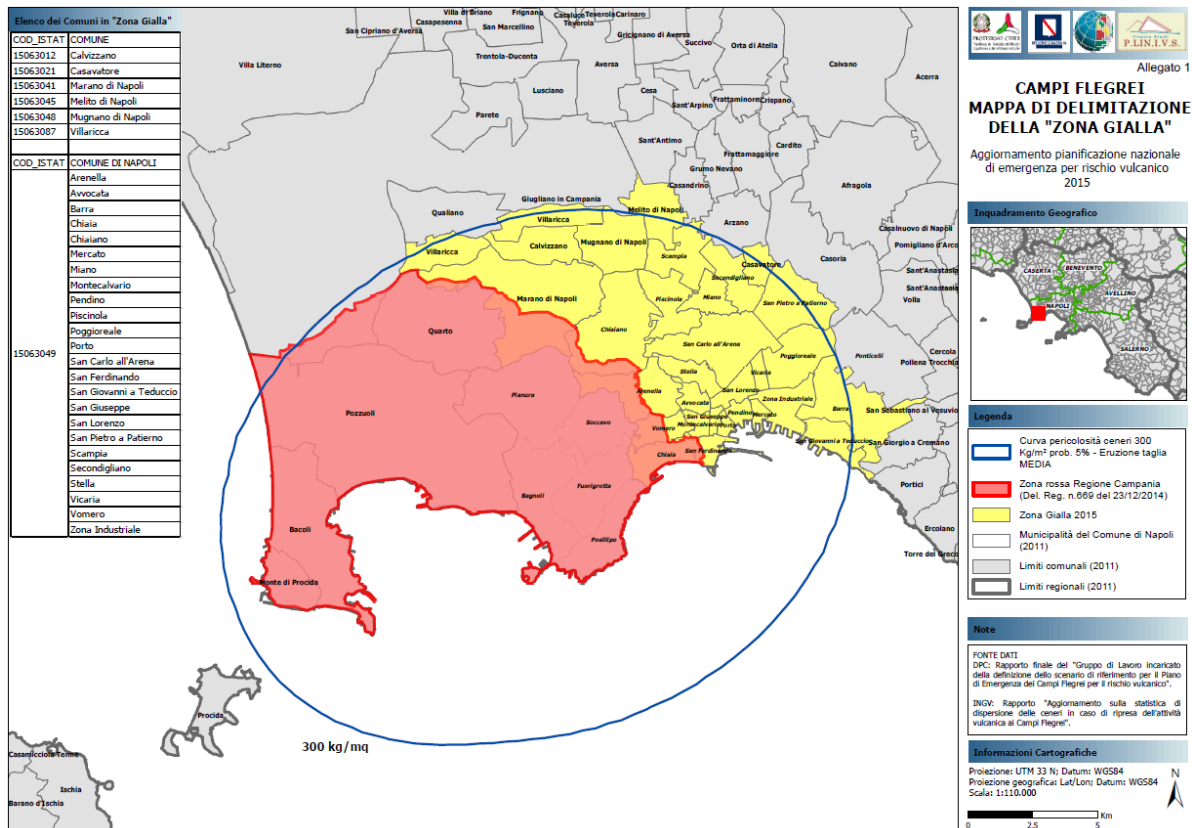 Elenco dei Comuni in "Zona Gialla"
COD_ISTAT COMUNE
15063012 Calvizzano
15063021 Casavatore
15063041 Marano di Napoli
15063045 Melito di Napoli
15063048 Mugnano di Napoli
15063087 Villaricca
COD_ISTAT COMUNE DI NAPOLI
15063049
Arenella
Avvocata
Barra
Chiaia
Chiaiano
Mercato
Miano
Montecalvario
Pendino
Piscinola
Poggioreale
Porto
San Carlo all'Arena
San Ferdinando
San Giovanni a Teduccio
San Giuseppe
San Lorenzo
San Pietro a Patierno
Scampia
Secondigliano
Stella
Vicaria
Vomero
Zona Industriale
Villa di Briano
Frignano
Casaluce
Teverola
Carinaro
Casapesenna
San Marcellino
San Cipriano d'Aversa
Gricignano di Aversa
Succivo
Orta di Atella
Villa Literno
Trentola-Ducenta
Aversa
Caivano
Acerra
Lusciano
Cesa
Sant'Arpino
Frattaminore
Crispano
Parete
Sant'Antimo
Cardito
Frattamaggiore
Grumo Nevano
Casandrino
Afragola
Giugliano in Campania
Qualiano
Villaricca
Melito di Napoli
Arzano
Casalnuovo di Napoli
Pomigliano d'Arco
Villaricca
Calvizzano
Mugnano di Napoli
Scampia
Casavatore
Casoria
Secondigliano
Sant'Anastasia
Sant'Anastasia
Volla
Marano di Napoli
Piscinola
Miano
San Pietro a Patierno
Quarto
Chiaiano
San Carlo all'Arena
Poggioreale
Ponticelli
Cercola
Pollena Trocchia
Stella
Vicaria
Pianura
Arenella
San Lorenzo
Zona Industriale
Pozzuoli
Avvocata
Barra
San Sebastiano al Vesuvio
San Giuseppe
Pendino
Mercato
Soccavo
Montecalvario
Porto
Vomero
San Giovanni a Teduccio
San Giorgio a Cremano
Chiaia
San Ferdinando
Bagnoli
Fuorigrotta
Portici
Bacoli
Posillipo
Ercolano
Torre del Greco
Monte di Procida
Procida
300 kg/mq
Casamicciola Terme
Ischia
Barano d'Ischia
PROTEZIONE CIVILE
P.LIN.I.V.S.
Allegato 1
CAMPI FLEGREI
MAPPA DI DELIMITAZIONE
DELLA "ZONA GIALLA"
Aggiornamento pianificazione nazionale
di emergenza per rischio vulcanico
2015
Inquadramento Geografico
CASERTA
BENEVENTO
AVELLINO
NAPOLI
SALERNO
Legenda
Curva pericolosità ceneri 300
Kg/m² prob. 5% - Eruzione taglia
MEDIA
Zona rossa Regione Campania
(Del. Reg. n.669 del 23/12/2014)
Zona Gialla 2015
Municipalità del Comune di Napoli
(2011)
Limiti comunali (2011)
Limiti regionali (2011)
Note
FONTE DATI
DPC: Rapporto finale del "Gruppo di Lavoro incaricato
della definizione dello scenario di riferimento per il Piano
di Emergenza dei Campi Flegrei per il rischio vulcanico".
INGV: Rapporto "Aggiornamento sulla statistica di
dispersione delle ceneri in caso di ripresa dell'attività
vulcanica ai Campi Flegrei".
Informazioni Cartografiche
Proiezione: UTM 33 N; Datum: WGS84
Proiezione geografica: Lat/Lon; Datum: WGS84
Scala: 1:110.000
N
Km
0 2.5 5